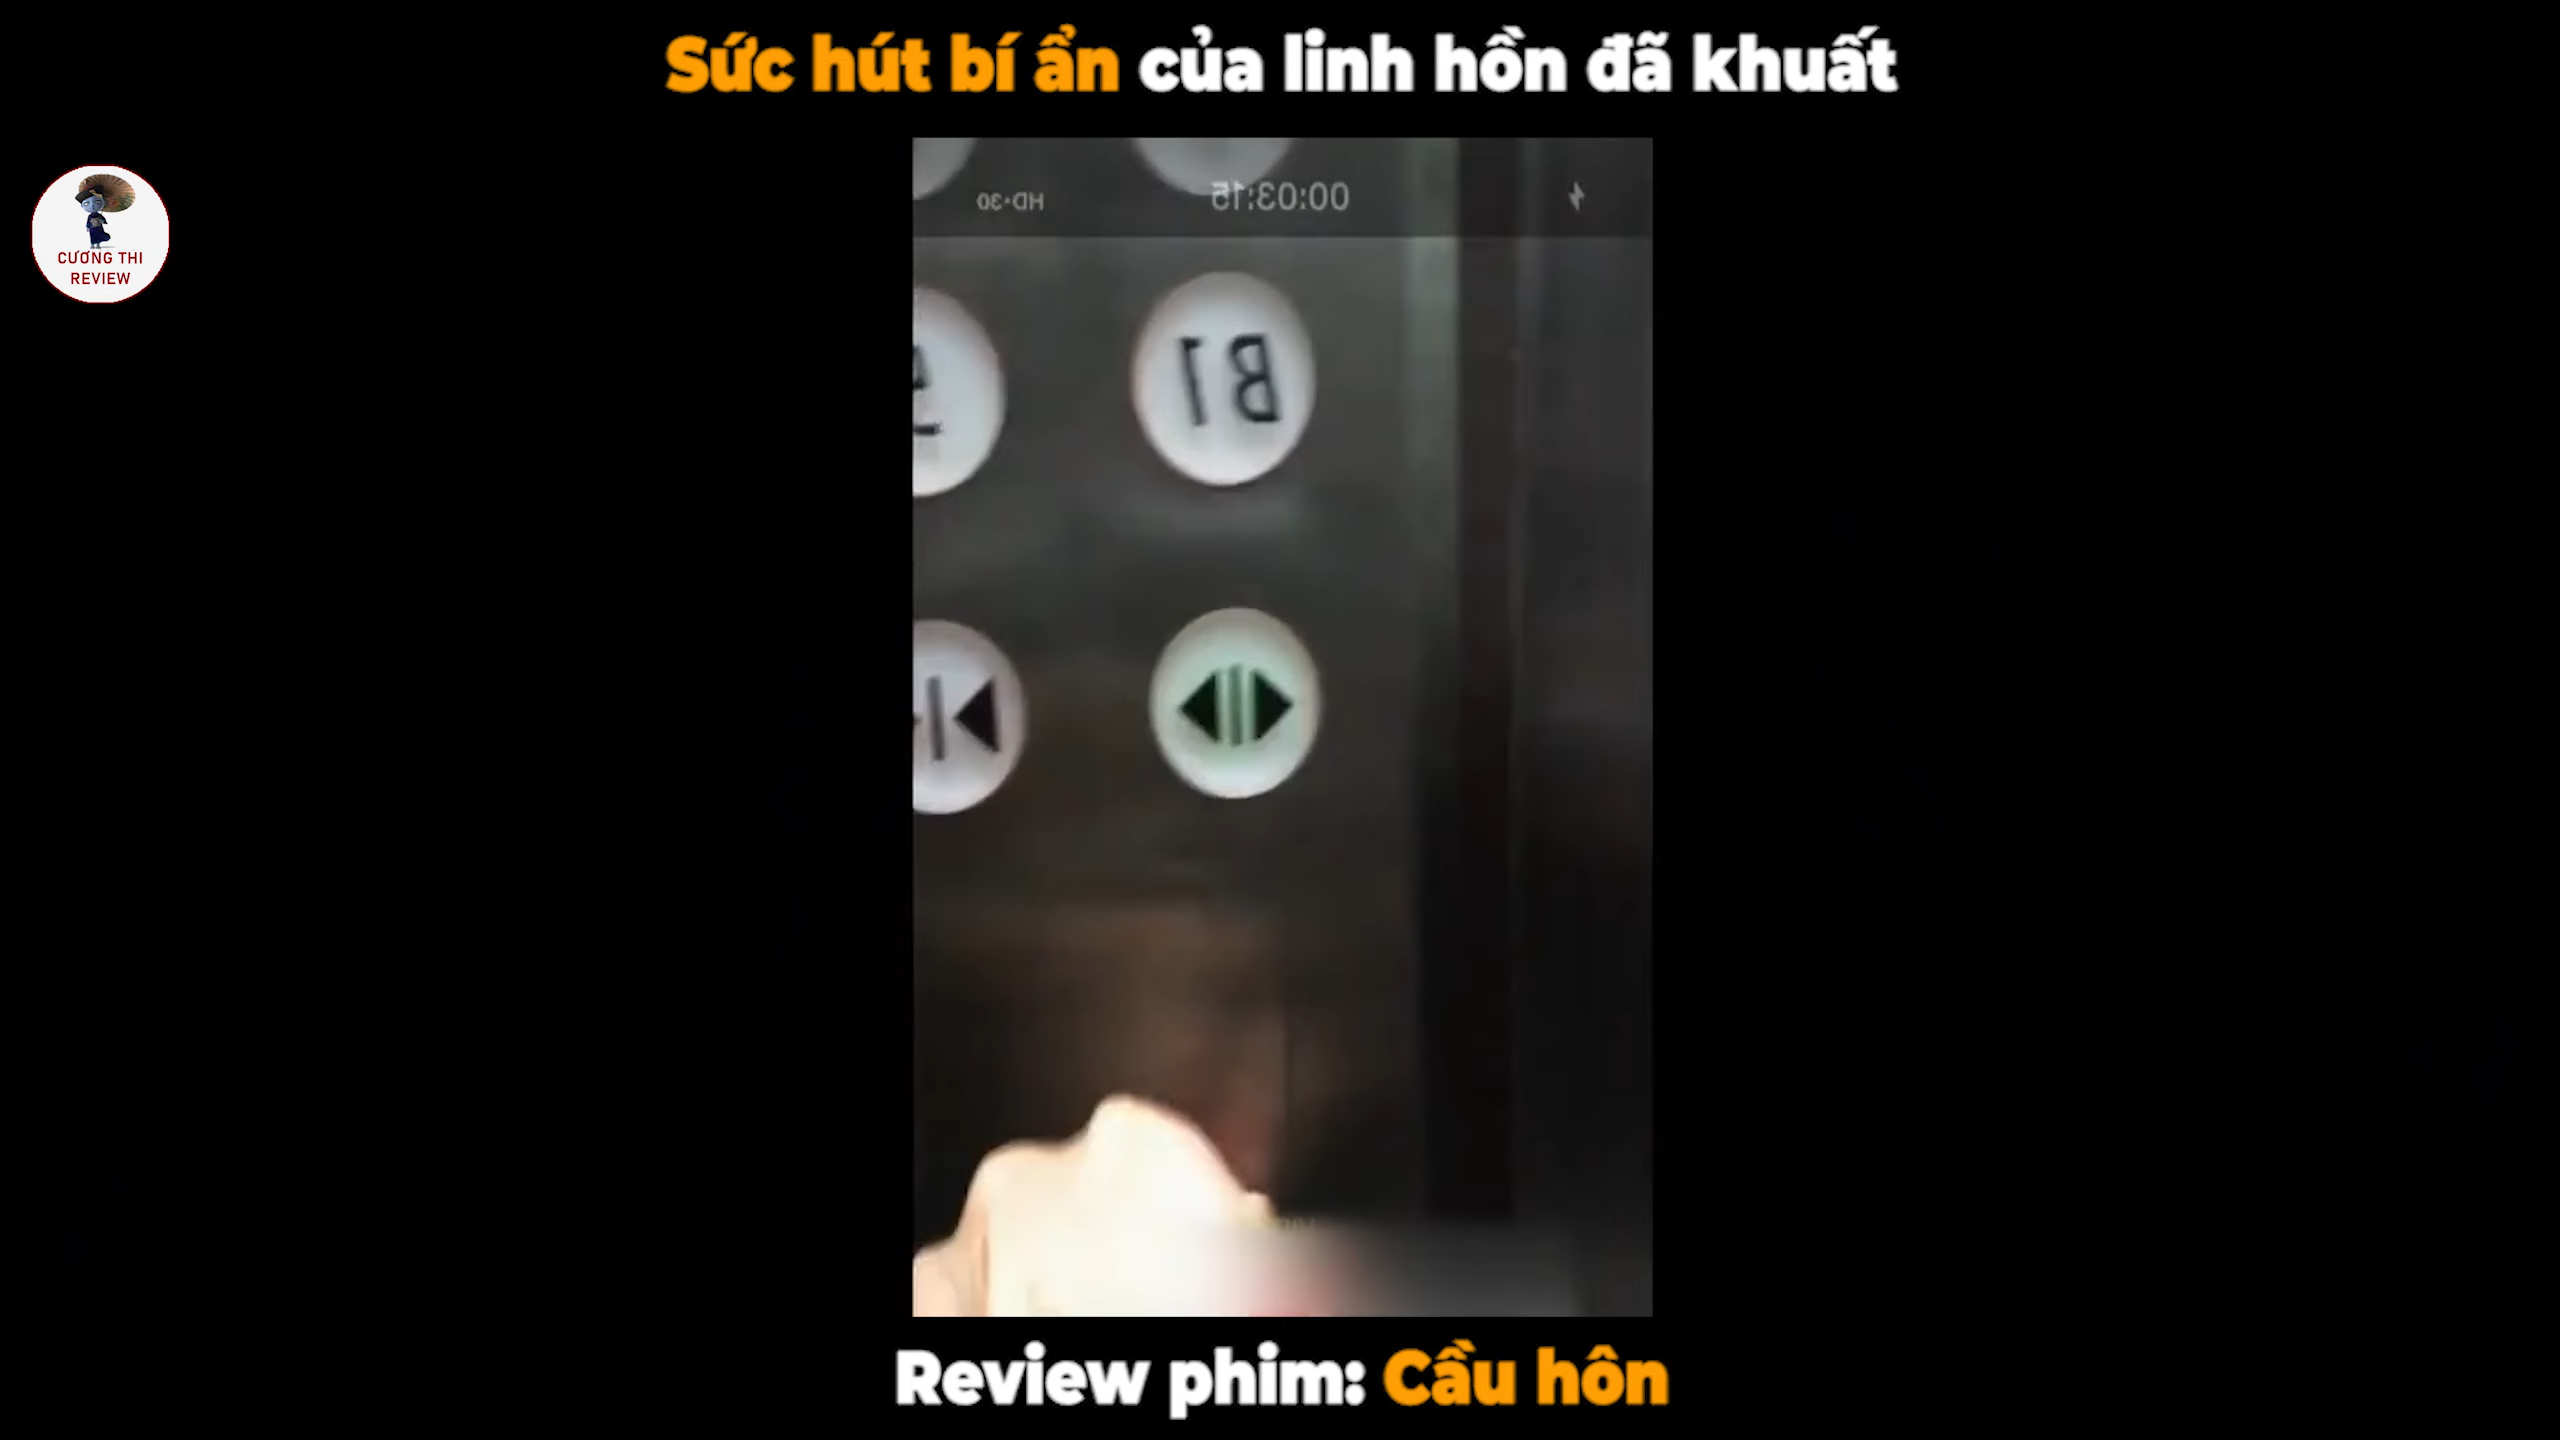 Sức hút bí ẩn của linh hồn đã khuất
CƯƠNG THI
REVIEW
HD·30
00:03:15
B1
Review phim: Cầu hôn